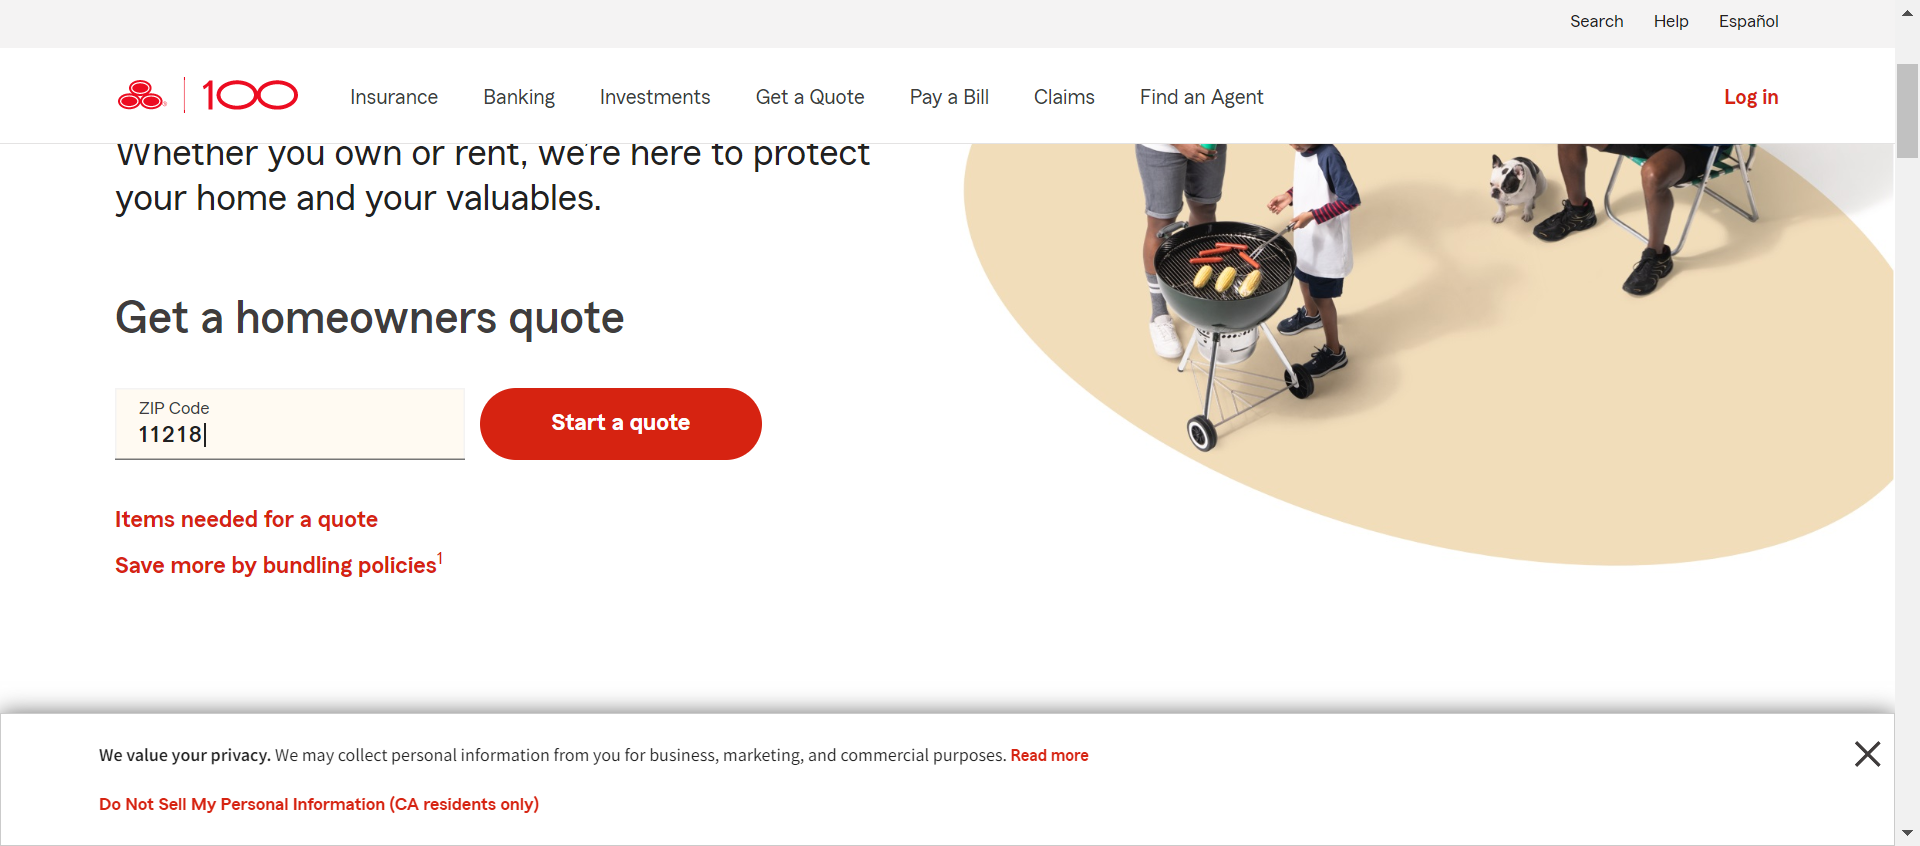 Search Help Español
100 Insurance Banking Investments Get a Quote Pay a Bill Claims Find an Agent Log in
Whether you own or rent, we're here to protect
your home and your valuables.
Get a homeowners quote
ZIP Code
11218
Start a quote
Items needed for a quote
Save more by bundling policies1
We value your privacy. We may collect personal information from you for business, marketing, and commercial purposes. Read more
Do Not Sell My Personal Information (CA residents only)